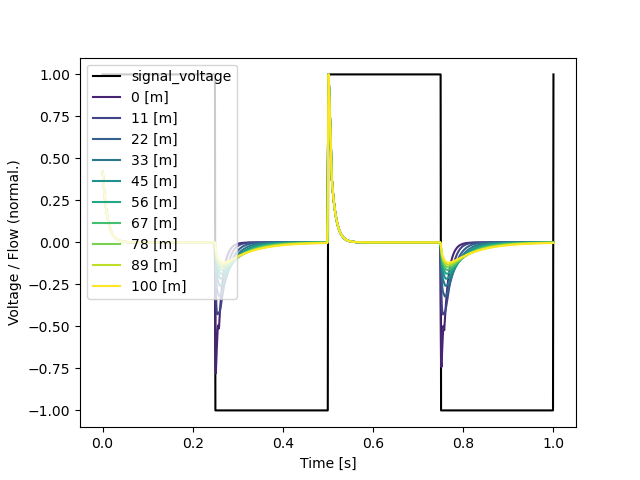 1.00
0.75
0.50
0.25
0.00
−0.25
−0.50
−0.75
−1.00
Voltage / Flow (normal.)
signal_voltage
0 [m]
11 [m]
22 [m]
33 [m]
45 [m]
56 [m]
67 [m]
78 [m]
89 [m]
100 [m]
0.0 0.2 0.4 0.6 0.8 1.0
Time [s]